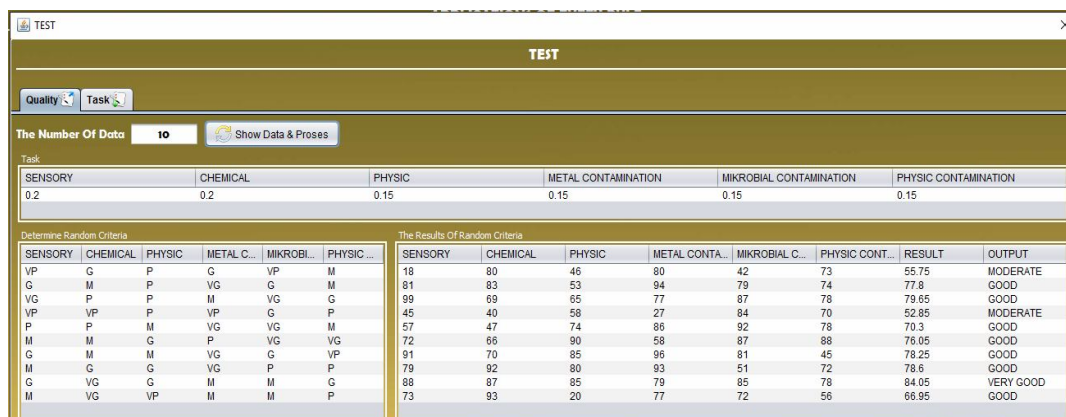 TEST
TEST
Quality Task
The Number Of Data 10 Show Data & Proses
Task
SENSORY CHEMICAL PHYSIC METAL CONTAMINATION MIKROBIAL CONTAMINATION PHYSIC CONTAMINATION
0.2 0.2 0.15 0.15 0.15 0.15
Determine Random Criteria
SENSORY CHEMICAL PHYSIC METAL C... MIKROBI... PHYSIC ...
VP G P G VP M
G M P VG G M
VG P P M VG G
VP VP P VP G P
P P M VG VG M
M M G P VG VG
G M M VG G VP
M G G VG P P
G VG G M M G
M VG VP M M P
The Results Of Random Criteria
SENSORY CHEMICAL PHYSIC METAL CONTA... MIKROBIAL C... PHYSIC CONT... RESULT OUTPUT
18 80 46 80 42 73 55.75 MODERATE
81 83 53 94 79 74 77.8 GOOD
99 69 65 77 87 78 79.65 GOOD
45 40 58 27 84 70 52.85 MODERATE
57 47 74 86 92 78 70.3 GOOD
72 66 90 58 87 88 76.05 GOOD
91 70 85 96 81 45 78.25 GOOD
79 92 80 93 51 72 78.6 GOOD
88 87 85 79 85 78 84.05 VERY GOOD
73 93 20 77 72 56 66.95 GOOD